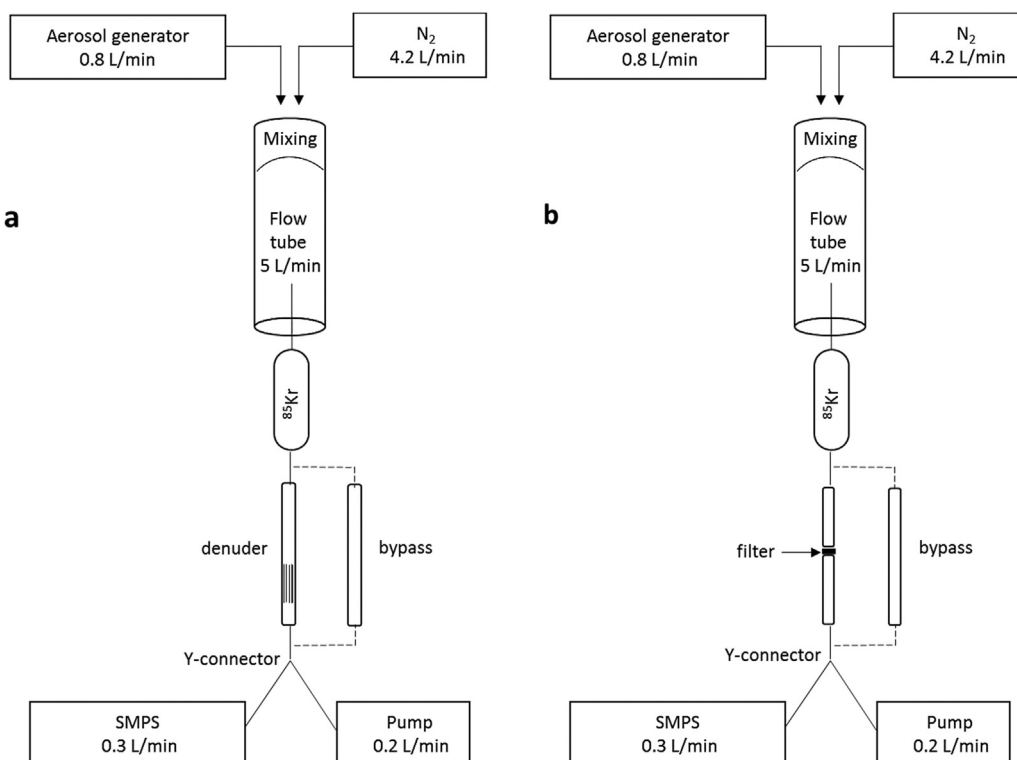 Aerosol generator
0.8 L/min
N₂
4.2 L/min
Mixing
Flow
tube
5 L/min
a
⁸⁵Kr
denuder
bypass
Y-connector
SMPS
0.3 L/min
Pump
0.2 L/min
Aerosol generator
0.8 L/min
N₂
4.2 L/min
Mixing
Flow
tube
5 L/min
b
⁸⁵Kr
filter
bypass
Y-connector
SMPS
0.3 L/min
Pump
0.2 L/min